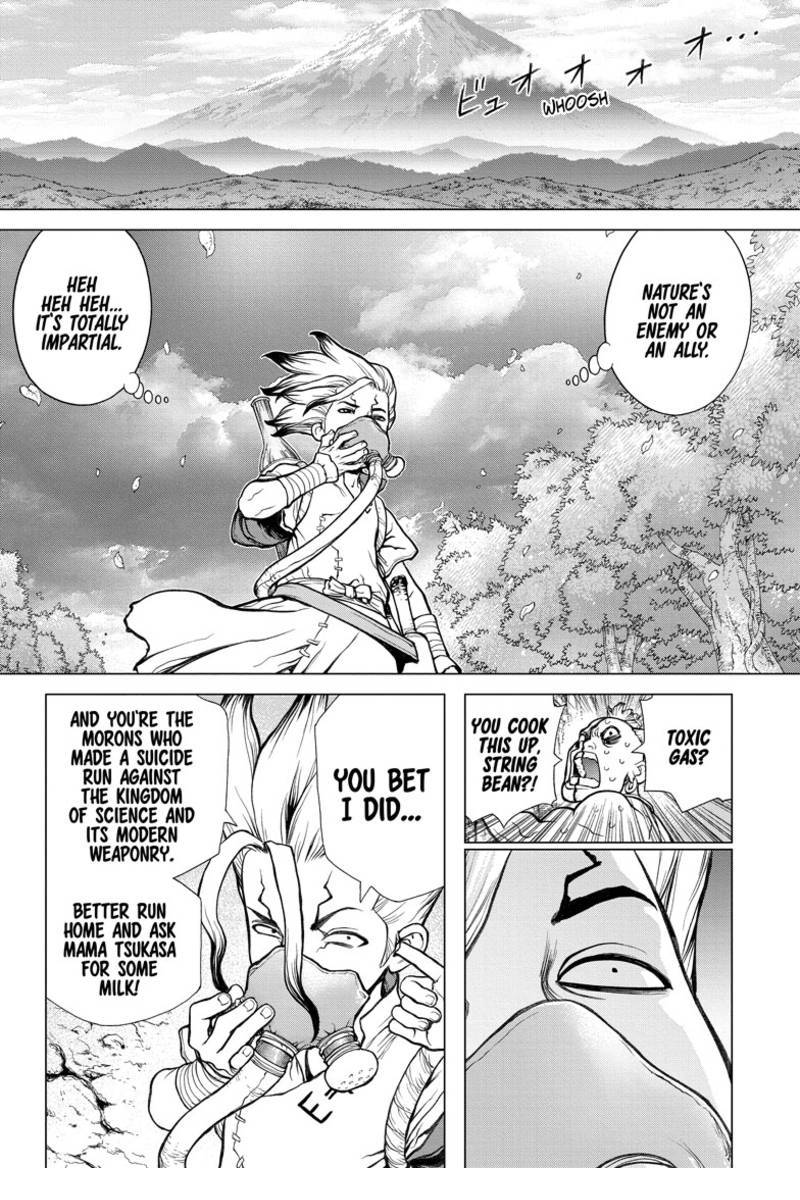 ビュオオオオ...
WHOOSH
NATURE'S
NOT AN
ENEMY OR
AN ALLY.
HEH
HEH HEH...
IT'S TOTALLY
IMPARTIAL.
TOXIC
GAS?
YOU COOK
THIS UP,
STRING
BEAN?!
YOU BET
I DID...
AND YOU'RE THE
MORONS WHO
MADE A SUICIDE
RUN AGAINST
THE KINGDOM
OF SCIENCE AND
ITS MODERN
WEAPONRY.
BETTER RUN
HOME AND ASK
MAMA TSUKASA
FOR SOME
MILK!
E=